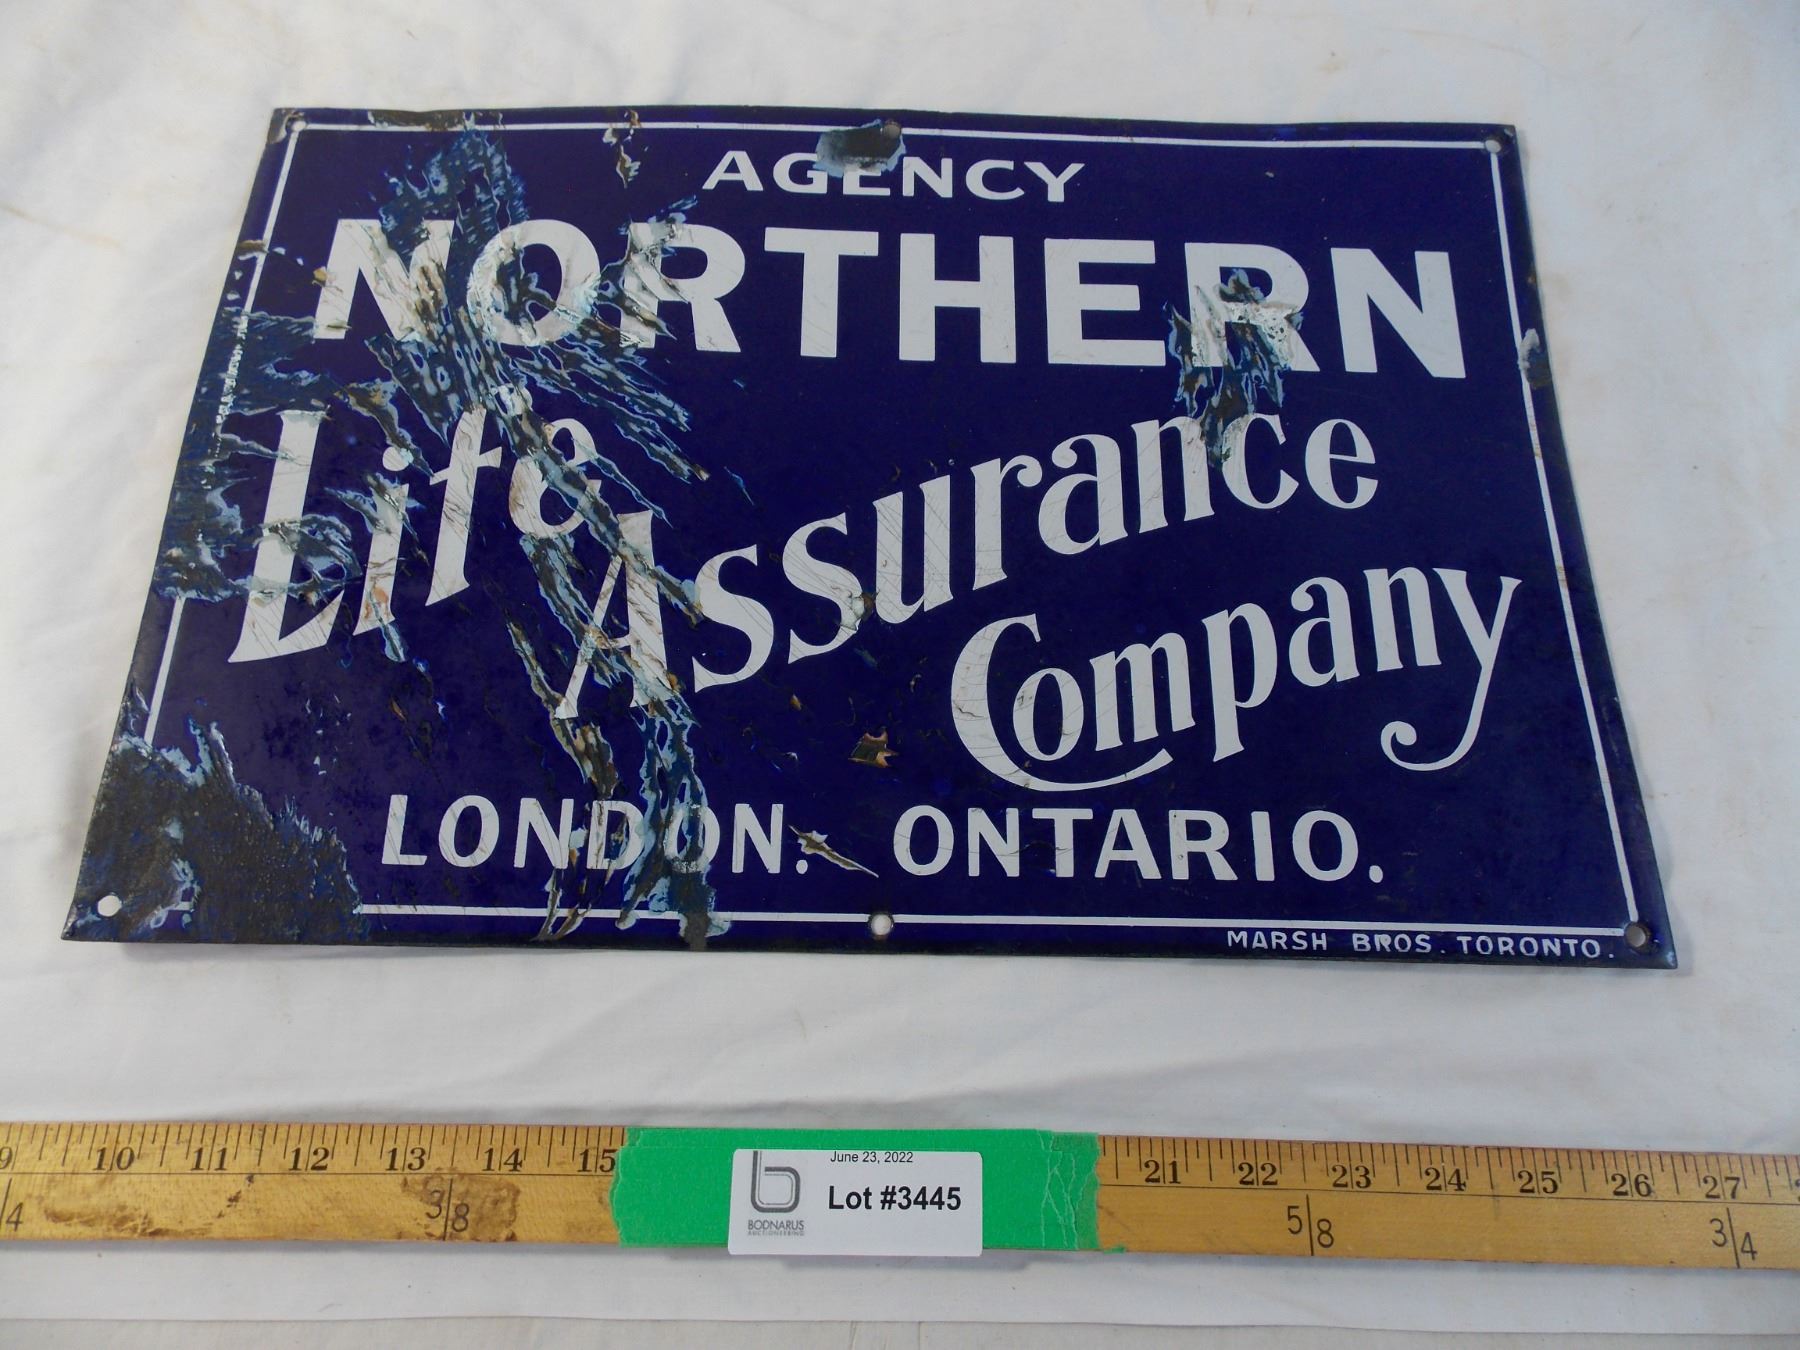 AGENCY
NORTHERN
Life Assurance
Company
LONDON. ONTARIO.
MARSH BROS. TORONTO.
9 10 11 12 13 14 15 21 22 23 24 25 26 27
/4 3/8 5/8 3/4
June 23, 2022
Lot #3445
BODNARUS
AUCTIONEERING